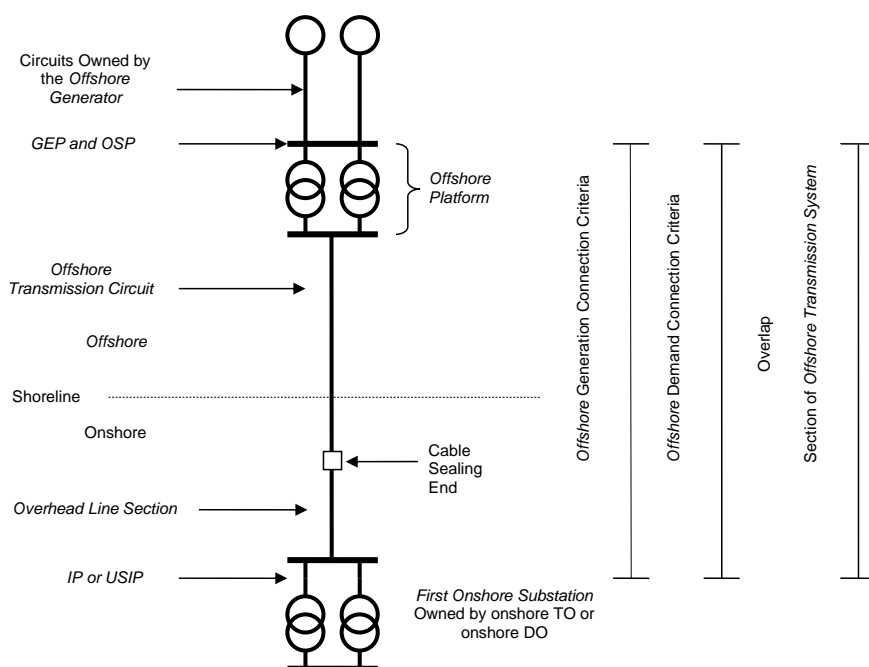 Circuits Owned by
the Offshore
Generator
GEP and OSP
Offshore
Platform
Offshore
Transmission Circuit
Offshore
Shoreline
Onshore
Cable
Sealing
End
Overhead Line Section
IP or USIP
First Onshore Substation
Owned by onshore TO or
onshore DO
Offshore Generation Connection Criteria
Offshore Demand Connection Criteria
Overlap
Section of Offshore Transmission System